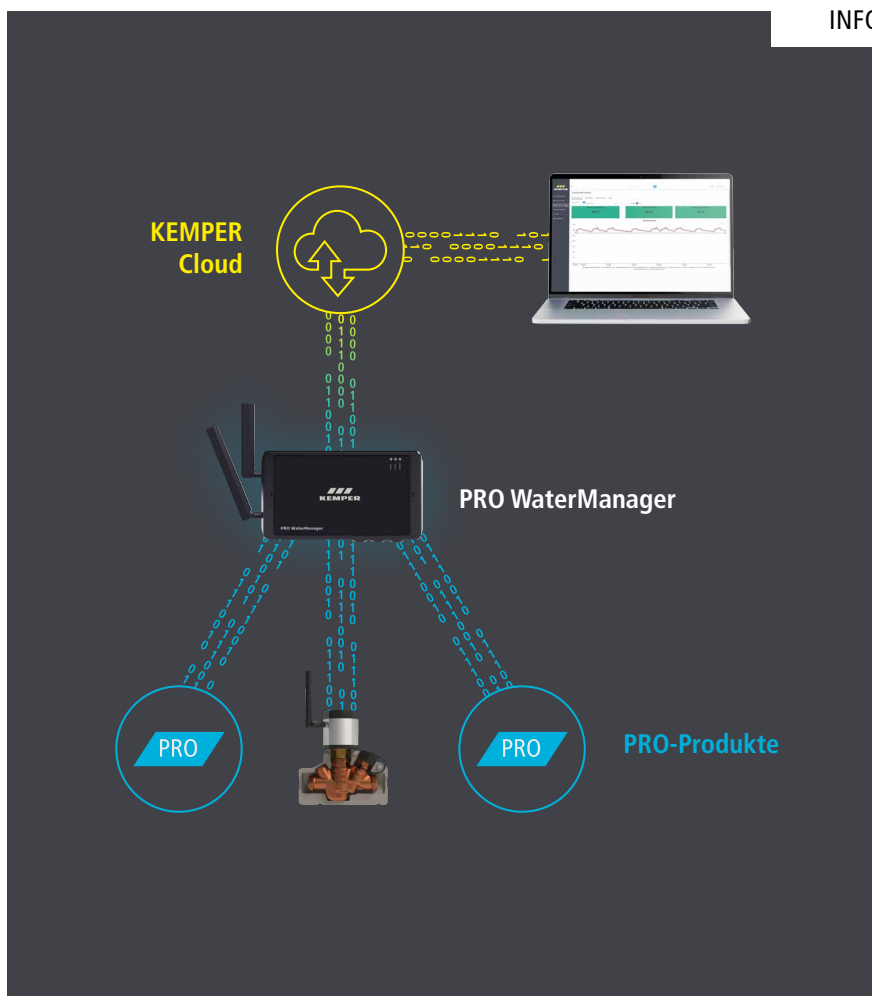 INFO
KEMPER
Cloud
KEMPER
PRO WaterManager
PRO WaterManager
PRO
PRO
PRO-Produkte